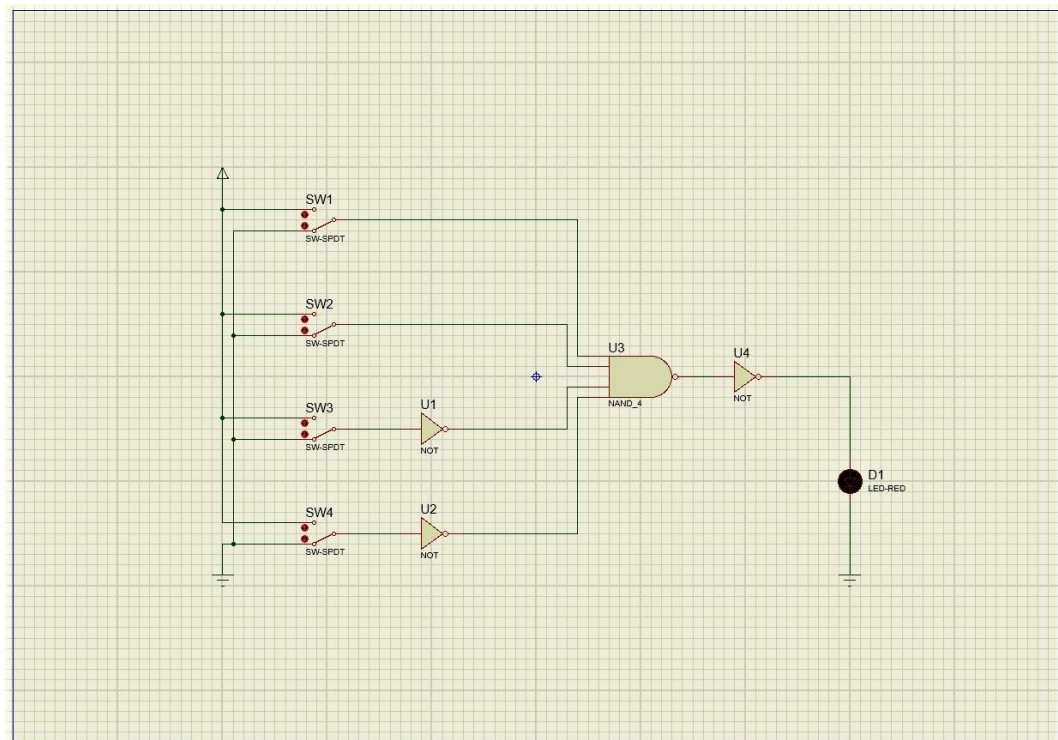 SW1
SW-SPDT
SW2
SW-SPDT
U3
NAND_4
U4
NOT
SW3
SW-SPDT
U1
NOT
D1
LED-RED
SW4
SW-SPDT
U2
NOT